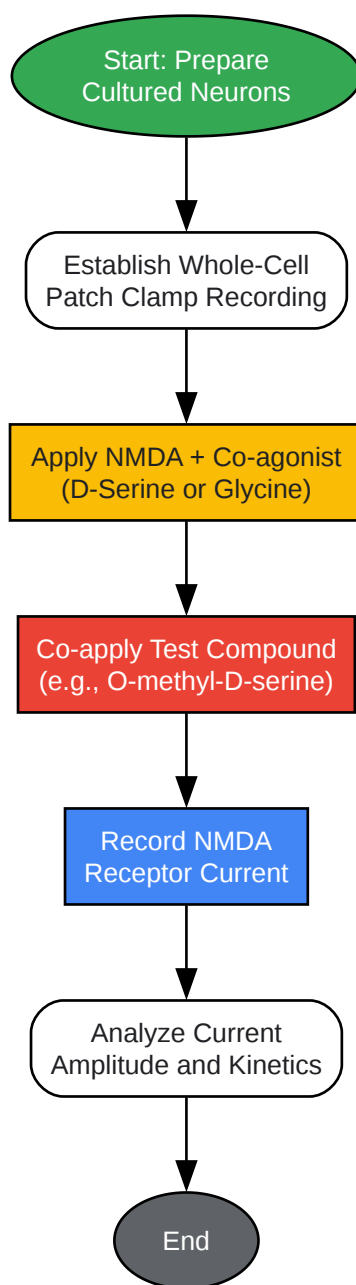 Start: Prepare
Cultured Neurons
Establish Whole-Cell
Patch Clamp Recording
Apply NMDA + Co-agonist
(D-Serine or Glycine)
Co-apply Test Compound
(e.g., O-methyl-D-serine)
Record NMDA
Receptor Current
Analyze Current
Amplitude and Kinetics
End